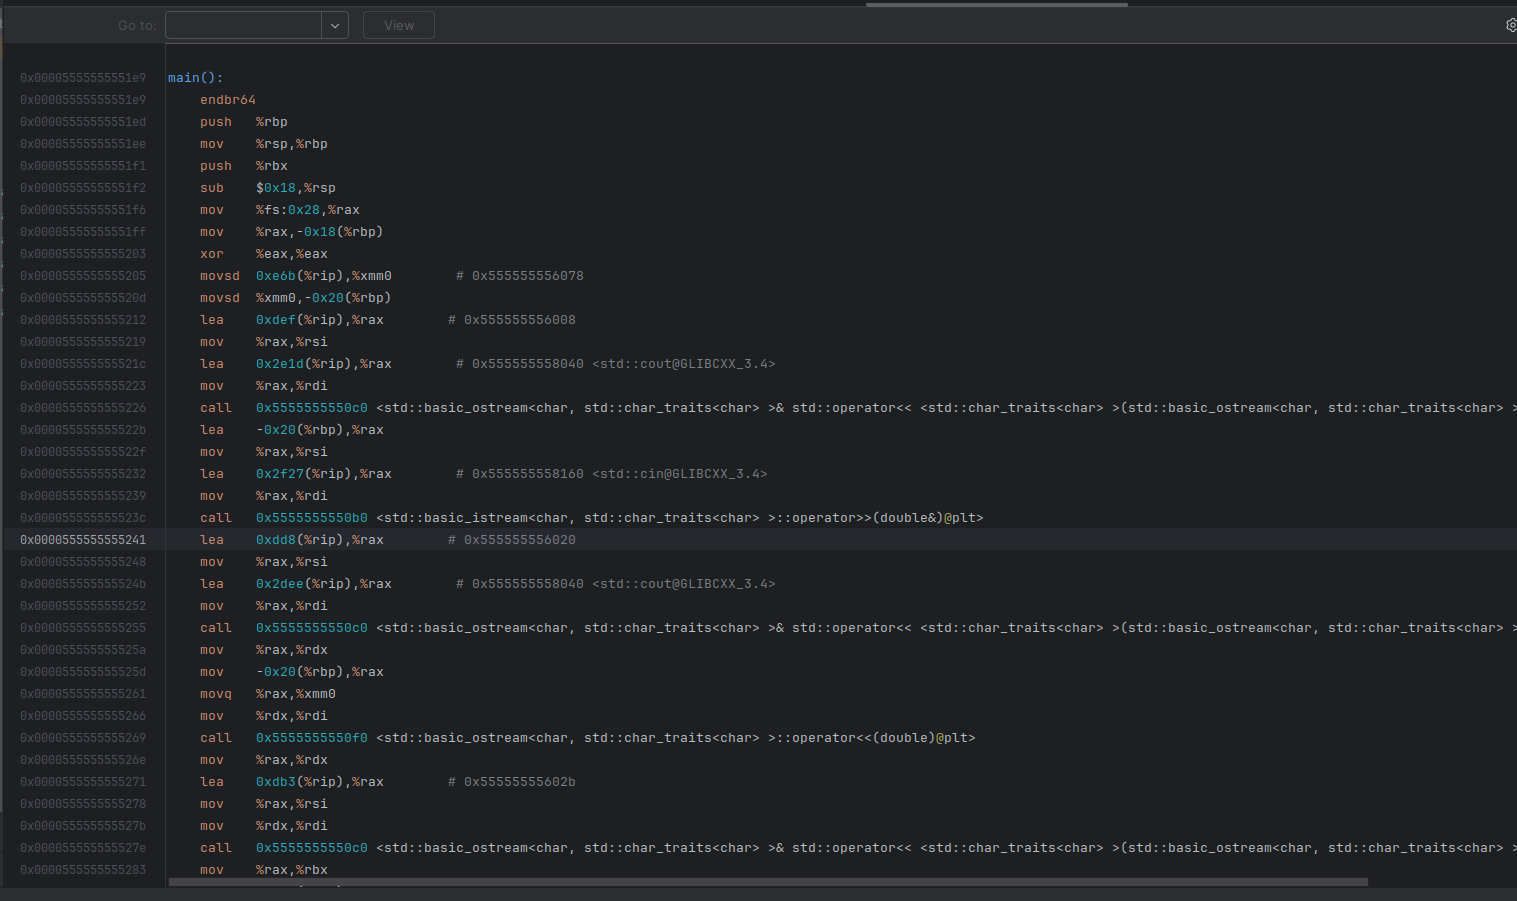 Go to: View
0x00005555555551e9 main():
0x00005555555551e9 endbr64
0x00005555555551ed push %rbp
0x00005555555551ee mov %rsp,%rbp
0x00005555555551f1 push %rbx
0x00005555555551f2 sub $0x18,%rsp
0x00005555555551f6 mov %fs:0x28,%rax
0x00005555555551ff mov %rax,-0x18(%rbp)
0x0000555555555203 xor %eax,%eax
0x0000555555555205 movsd 0xe6b(%rip),%xmm0 # 0x555555556078
0x000055555555520d movsd %xmm0,-0x20(%rbp)
0x0000555555555212 lea 0xdef(%rip),%rax # 0x555555556008
0x0000555555555219 mov %rax,%rsi
0x000055555555521c lea 0x2e1d(%rip),%rax # 0x555555558040 <std::cout@GLIBCXX_3.4>
0x0000555555555223 mov %rax,%rdi
0x0000555555555226 call 0x5555555550c0 <std::basic_ostream<char, std::char_traits<char> >& std::operator<< <std::char_traits<char> >(std::basic_ostream<char, std::char_traits<char> >
0x000055555555522b lea -0x20(%rbp),%rax
0x000055555555522f mov %rax,%rsi
0x0000555555555232 lea 0x2f27(%rip),%rax # 0x555555558160 <std::cin@GLIBCXX_3.4>
0x0000555555555239 mov %rax,%rdi
0x000055555555523c call 0x5555555550b0 <std::basic_istream<char, std::char_traits<char> >::operator>>(double&)@plt>
0x0000555555555241 lea 0xdd8(%rip),%rax # 0x555555556020
0x0000555555555248 mov %rax,%rsi
0x000055555555524b lea 0x2dee(%rip),%rax # 0x555555558040 <std::cout@GLIBCXX_3.4>
0x0000555555555252 mov %rax,%rdi
0x0000555555555255 call 0x5555555550c0 <std::basic_ostream<char, std::char_traits<char> >& std::operator<< <std::char_traits<char> >(std::basic_ostream<char, std::char_traits<char> >
0x000055555555525a mov %rax,%rdx
0x000055555555525d mov -0x20(%rbp),%rax
0x0000555555555261 movq %rax,%xmm0
0x0000555555555266 mov %rdx,%rdi
0x0000555555555269 call 0x5555555550f0 <std::basic_ostream<char, std::char_traits<char> >::operator<<(double)@plt>
0x000055555555526e mov %rax,%rdx
0x0000555555555271 lea 0xdb3(%rip),%rax # 0x55555555602b
0x0000555555555278 mov %rax,%rsi
0x000055555555527b mov %rdx,%rdi
0x000055555555527e call 0x5555555550c0 <std::basic_ostream<char, std::char_traits<char> >& std::operator<< <std::char_traits<char> >(std::basic_ostream<char, std::char_traits<char> >
0x0000555555555283 mov %rax,%rbx